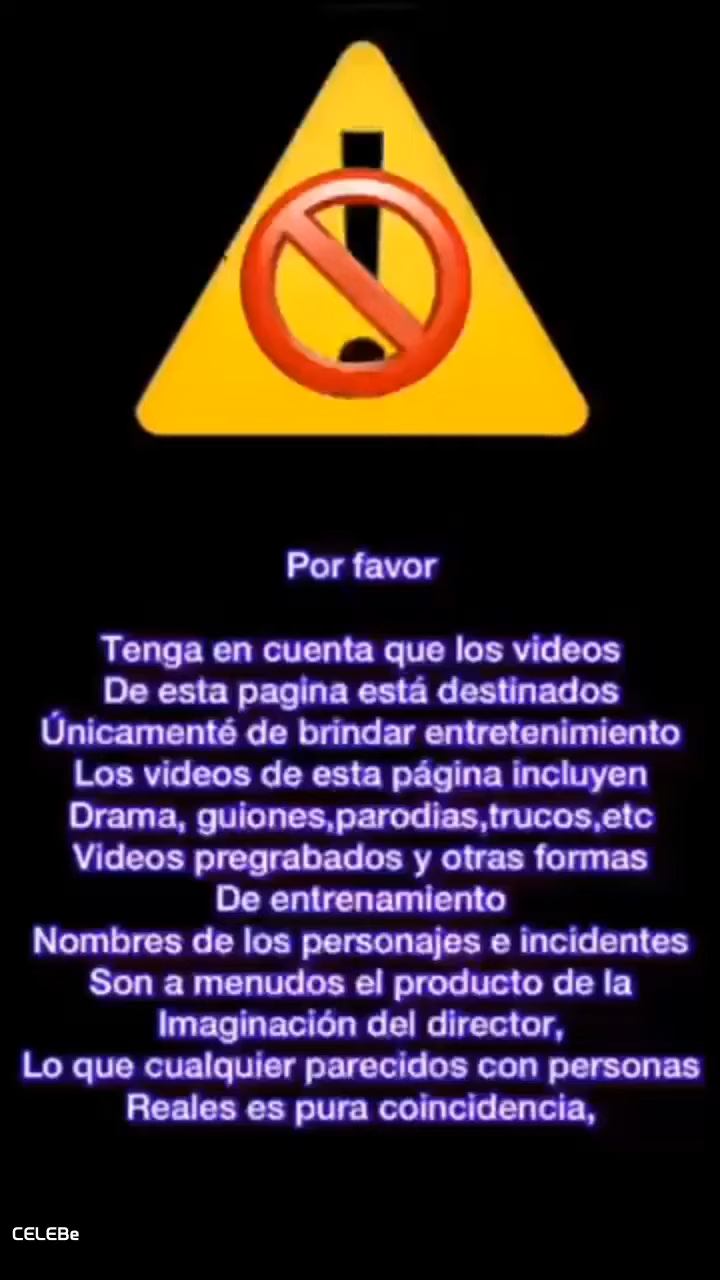 Por favor
Tenga en cuenta que los videos
De esta pagina está destinados
Únicamenté de brindar entretenimiento
Los videos de esta página incluyen
Drama, guiones,parodias,trucos,etc
Videos pregrabados y otras formas
De entrenamiento
Nombres de los personajes e incidentes
Son a menudos el producto de la
Imaginación del director,
Lo que cualquier parecidos con personas
Reales es pura coincidencia,
CELEBe